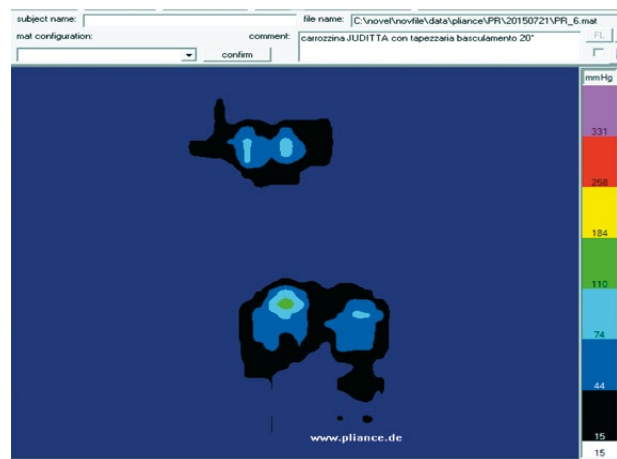 subject name:
file name: C:\novel\novfile\data\pliance\PR\20150721\PR_6.mat
mat configuration:
comment: carrozzina JUDITTA con tapezzaria basculamento 20"
FL
confirm
mmHg
331
258
184
110
74
44
15
15
www.pliance.de